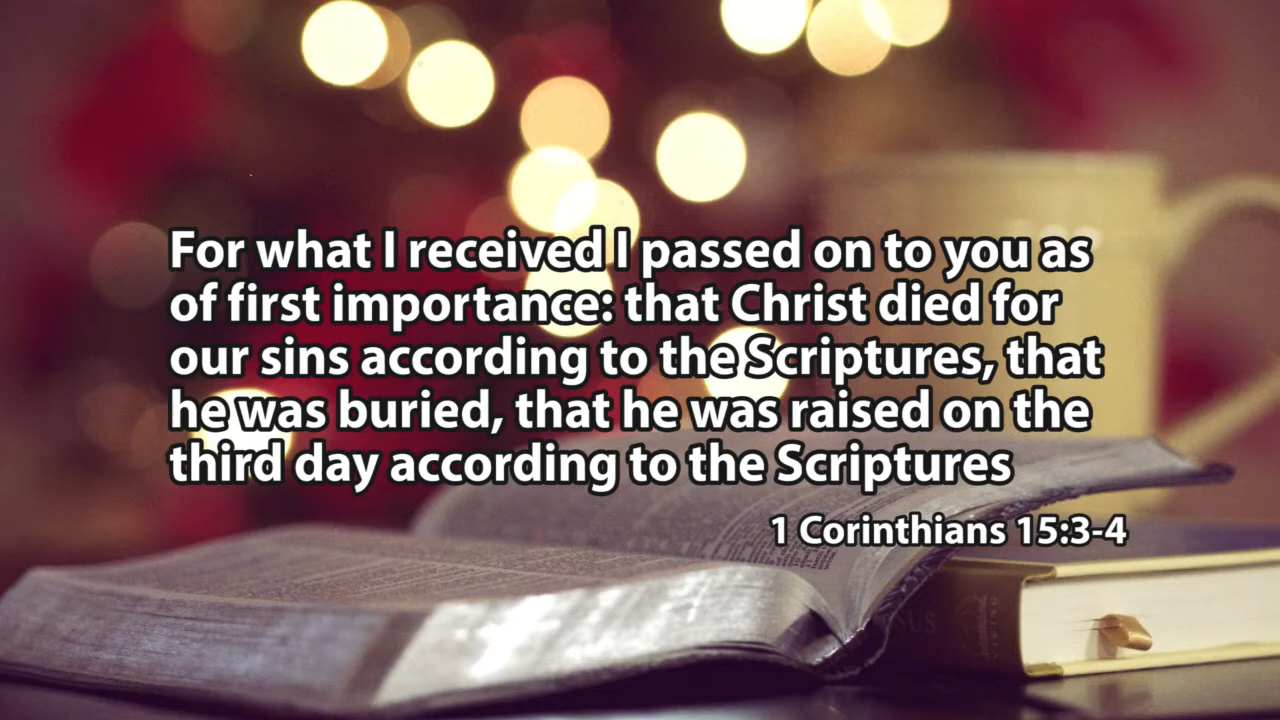 For what I received I passed on to you as
of first importance: that Christ died for
our sins according to the Scriptures, that
he was buried, that he was raised on the
third day according to the Scriptures
1 Corinthians 15:3-4